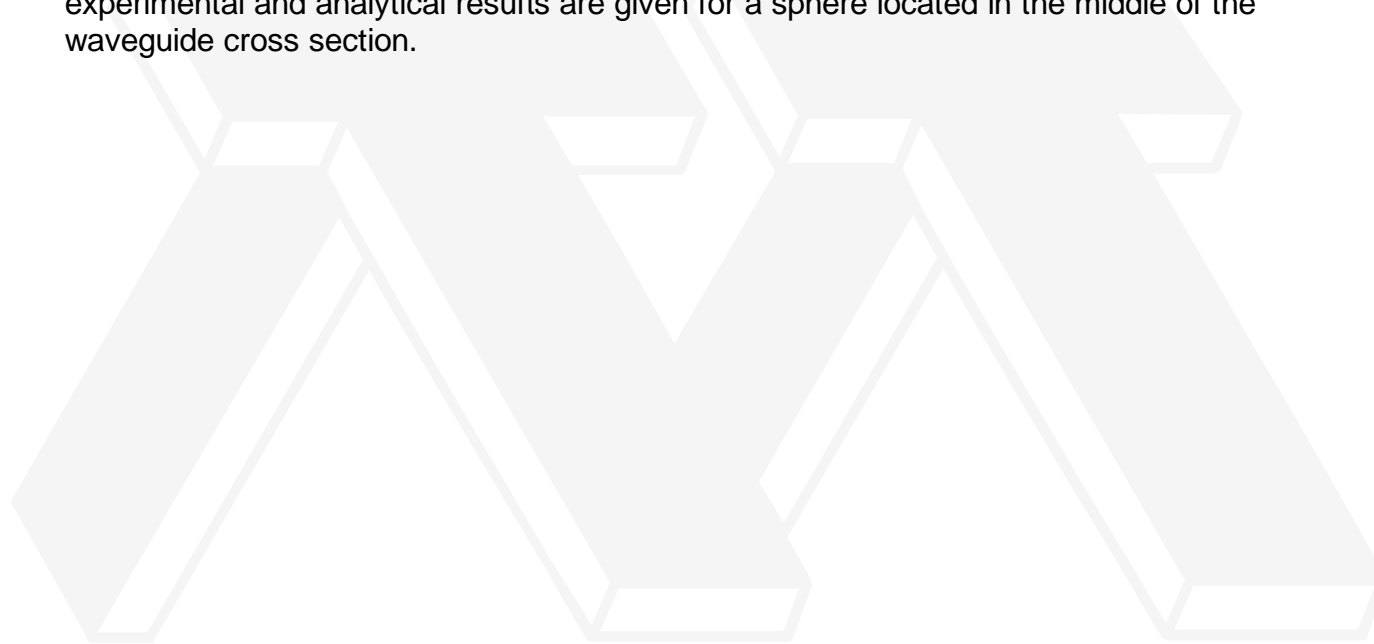 experimental and analytical results are given for a sphere located in the middle of the
waveguide cross section.